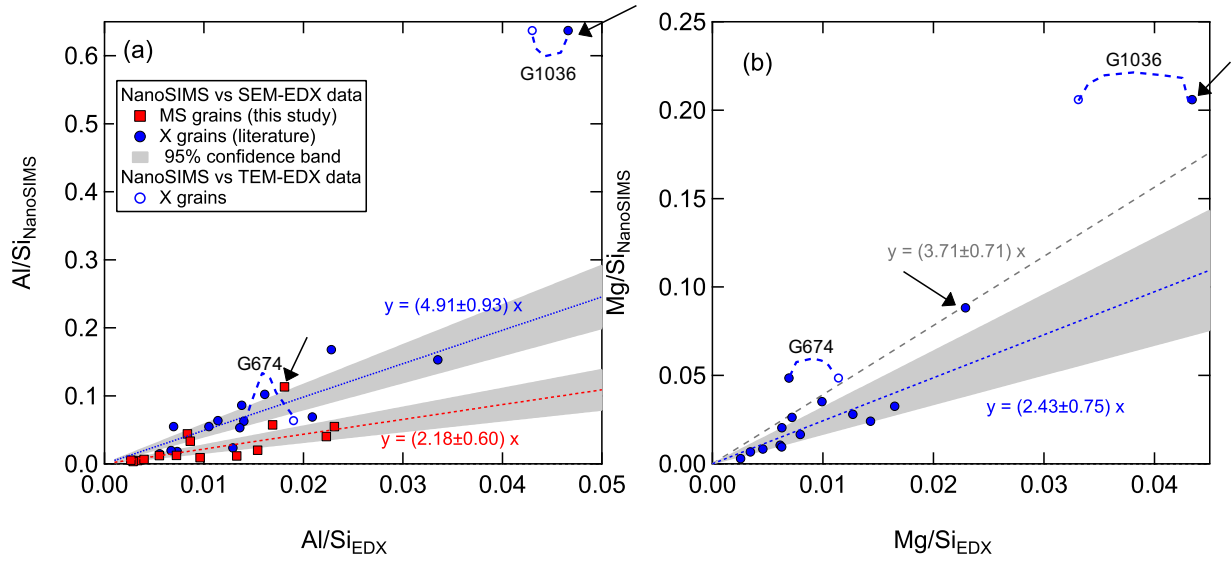 (a)
G1036
NanoSIMS vs SEM-EDX data
MS grains (this study)
X grains (literature)
95% confidence band
NanoSIMS vs TEM-EDX data
X grains
y = (4.91±0.93) x
G674
y = (2.18±0.60) x
0.6
0.5
0.4
0.3
0.2
0.1
0.0
Al/Si_NanoSIMS
0.00 0.01 0.02 0.03 0.04 0.05
Al/Si_EDX
(b)
G1036
y = (3.71±0.71) x
G674
y = (2.43±0.75) x
0.25
0.20
0.15
0.10
0.05
0.00
Mg/Si_NanoSIMS
0.00 0.01 0.02 0.03 0.04
Mg/Si_EDX